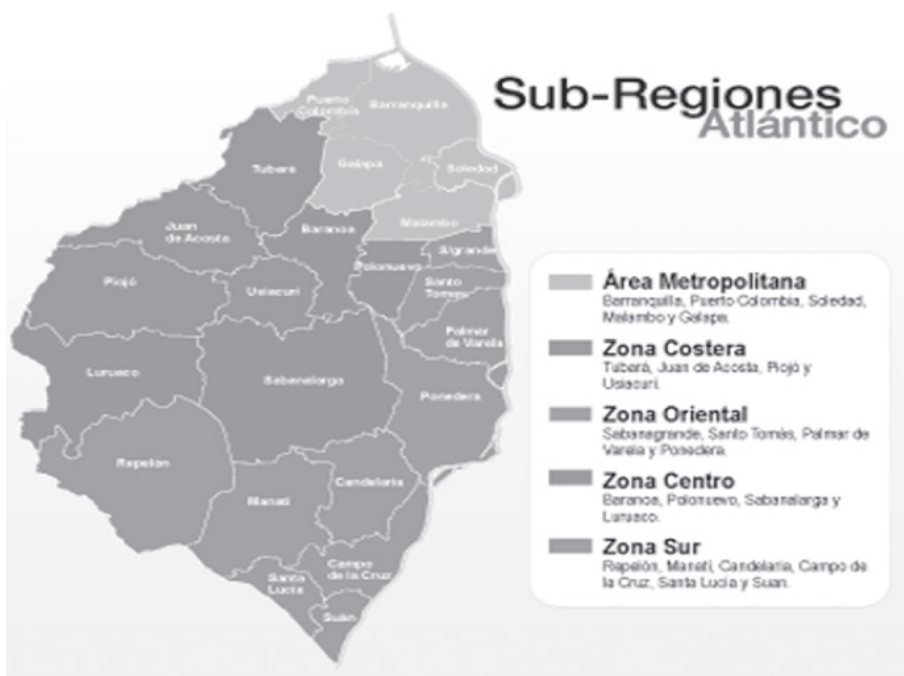 Sub-Regiones
Atlántico
Puerto
Colombia
Barranquilla
Tubará
Galapa
Soledad
Malambo
Juan
de Acosta
Baranoa
S/grande
Polonuevo
Piojó
Usiacurí
Santo
Tomás
Palmar
de Varela
Luruaco
Sabanalarga
Ponedera
Repelón
Manatí
Candelaria
Campo
de la Cruz
Santa
Lucía
Suán
Área Metropolitana
Barranquilla, Puerto Colombia, Soledad,
Malambo y Galapa.
Zona Costera
Tubará, Juan de Acosta, Piojó y
Usiacurí.
Zona Oriental
Sabanagrande, Santo Tomás, Palmar de
Varela y Ponedera.
Zona Centro
Baranoa, Polonuevo, Sabanalarga y
Luruaco.
Zona Sur
Repelón, Manatí, Candelaria, Campo de
la Cruz, Santa Lucía y Suan.